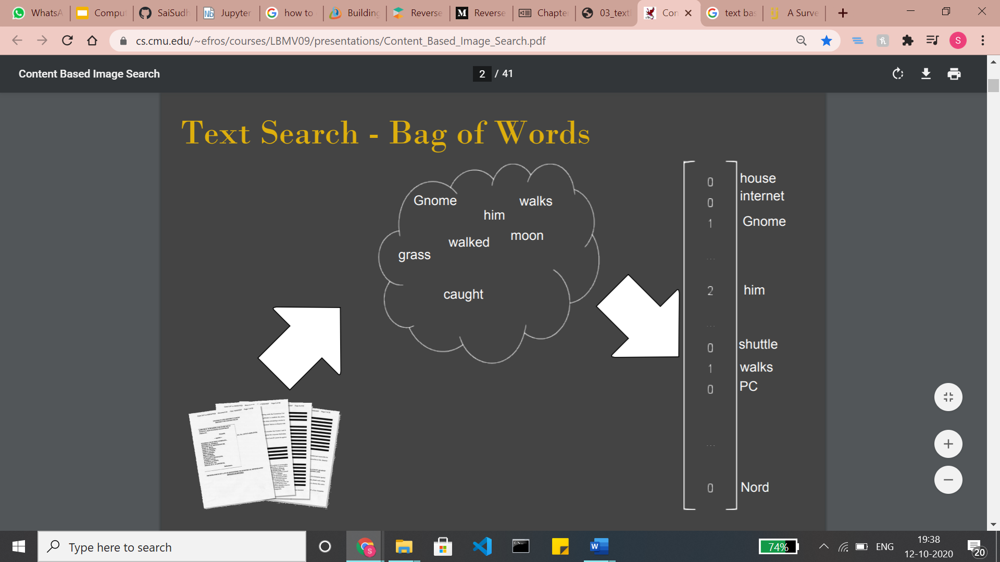 WhatsA
Comput
SaiSudh
Jupyter
how to
Building
Reverse
Reverse
Chapter
03_textl
Con
text bas
A Surve
cs.cmu.edu/~efros/courses/LBMV09/presentations/Content_Based_Image_Search.pdf
S
Content Based Image Search
2 / 41
Text Search - Bag of Words
Gnome
walks
him
walked
moon
grass
caught
0 house
0 internet
1 Gnome
...
2 him
...
0 shuttle
1 walks
0 PC
...
0 Nord
Type here to search
74%
ENG
19:38
12-10-2020
20